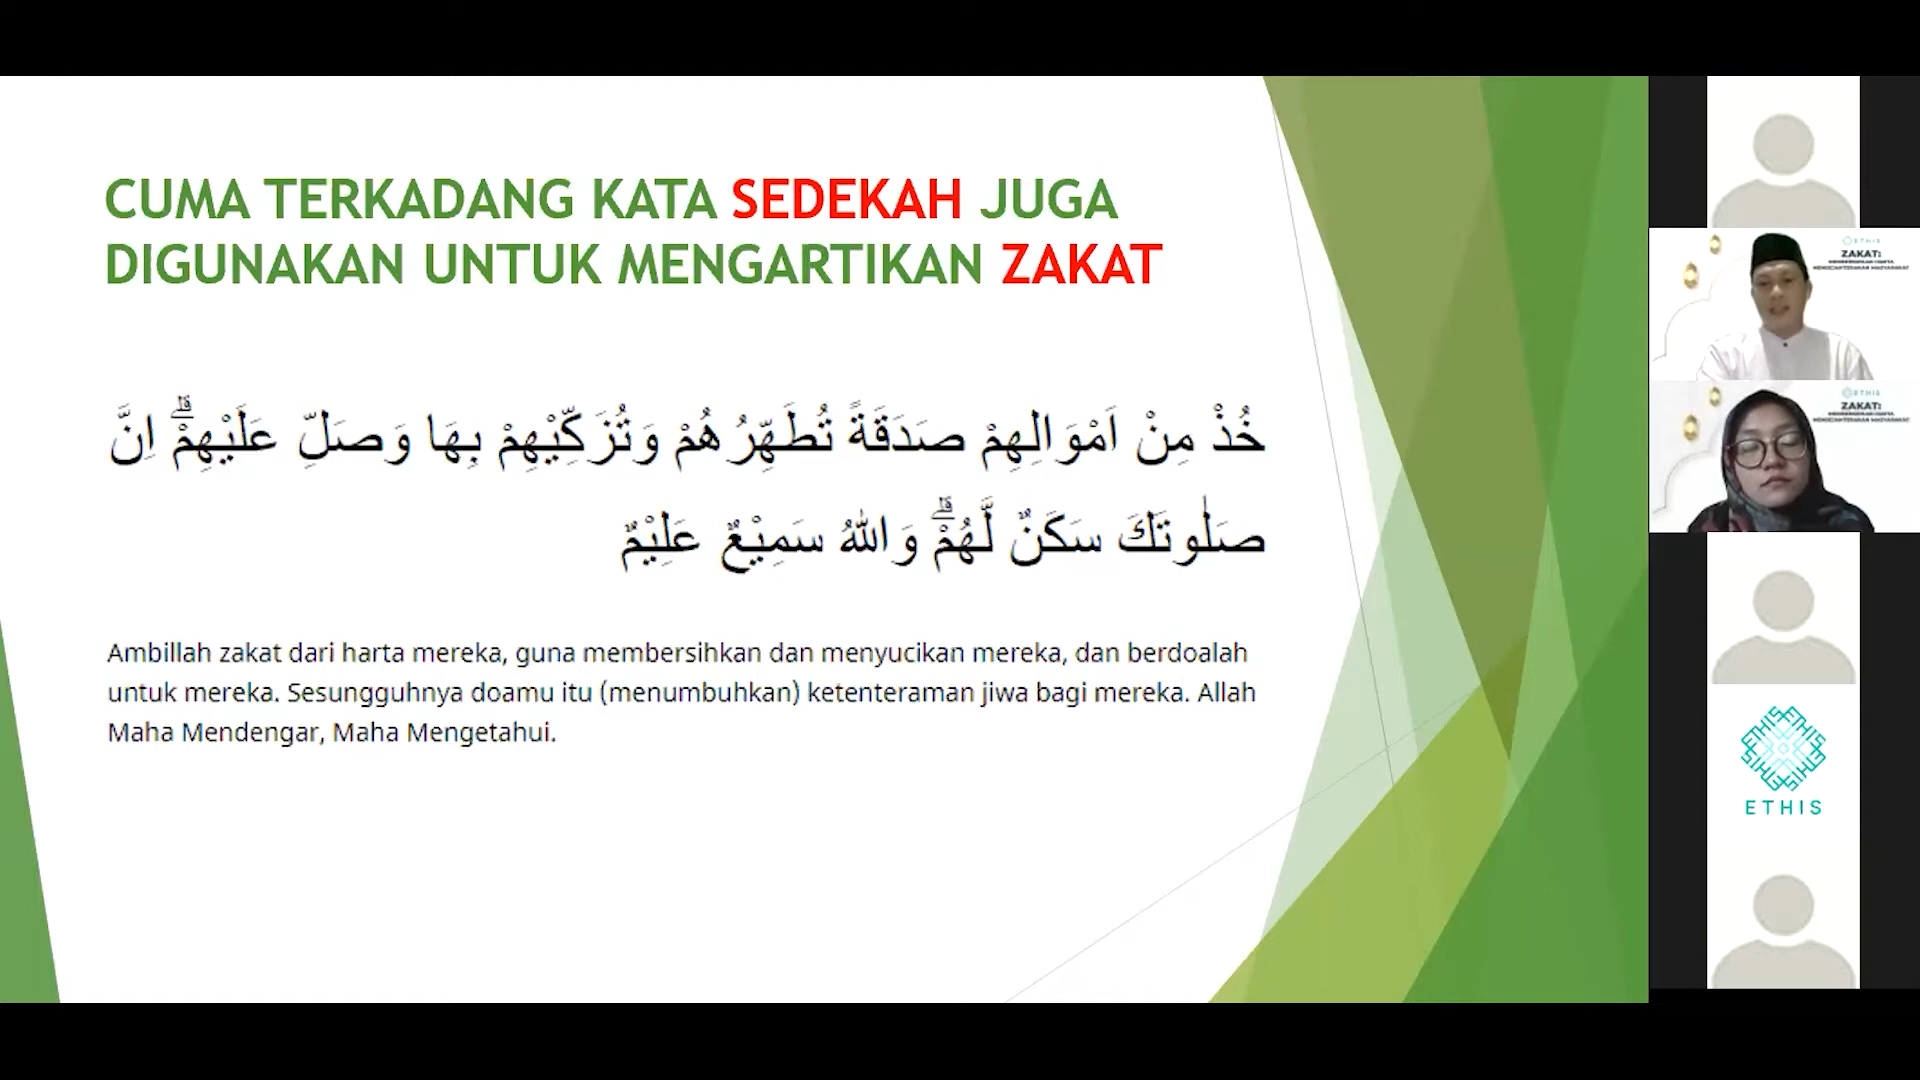 CUMA TERKADANG KATA SEDEKAH JUGA
DIGUNAKAN UNTUK MENGARTIKAN ZAKAT
خُذْ مِنْ اَمْوَالِهِمْ صَدَقَةً تُطَهِّرُهُمْ وَتُزَكِّيْهِمْ بِهَا وَصَلِّ عَلَيْهِمْۗ اِنَّ
صَلٰوتَكَ سَكَنٌ لَّهُمْۗ وَاللّٰهُ سَمِيْعٌ عَلِيْمٌ
Ambillah zakat dari harta mereka, guna membersihkan dan menyucikan mereka, dan berdoalah
untuk mereka. Sesungguhnya doamu itu (menumbuhkan) ketenteraman jiwa bagi mereka. Allah
Maha Mendengar, Maha Mengetahui.
ETHIS
ZAKAT:
ETHIS
ZAKAT:
ETHIS